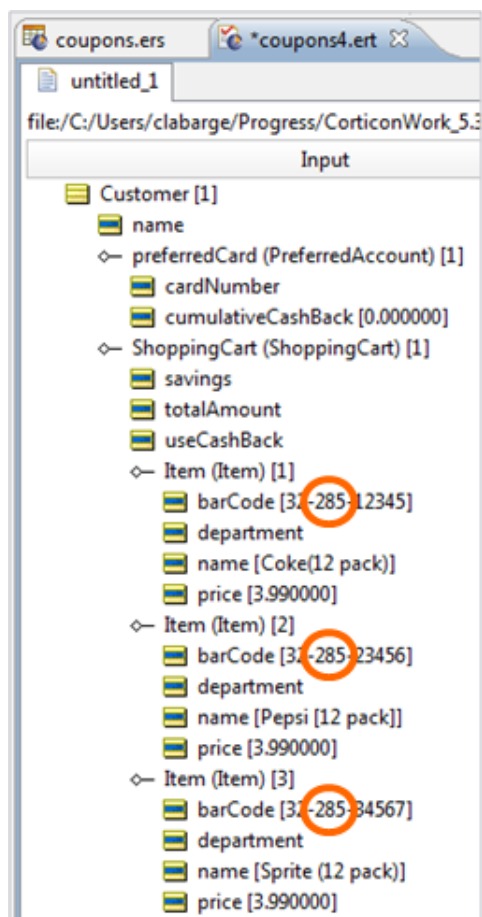 coupons.ers *coupons4.ert
untitled_1
file:/C:/Users/clabarge/Progress/CorticonWork_5.3
Input
Customer [1]
name
preferredCard (PreferredAccount) [1]
cardNumber
cumulativeCashBack [0.000000]
ShoppingCart (ShoppingCart) [1]
savings
totalAmount
useCashBack
Item (Item) [1]
barCode [32-285-12345]
department
name [Coke(12 pack)]
price [3.990000]
Item (Item) [2]
barCode [32-285-23456]
department
name [Pepsi [12 pack]]
price [3.990000]
Item (Item) [3]
barCode [32-285-34567]
department
name [Sprite (12 pack)]
price [3.990000]